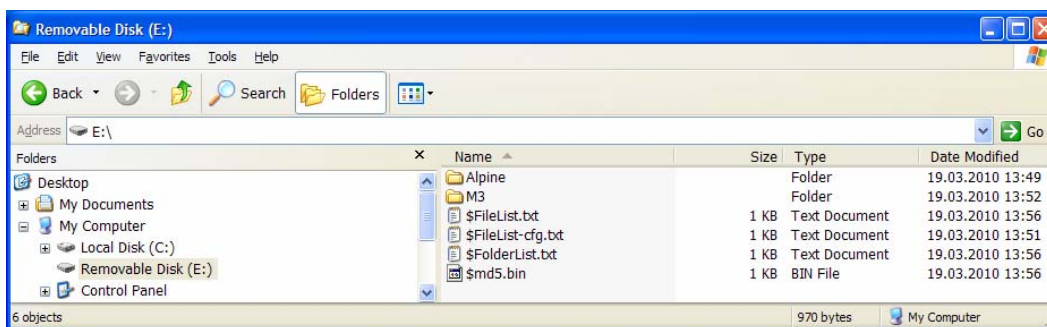 Removable Disk (E:)
File Edit View Favorites Tools Help
Back Search Folders
Address E:\ Go
Folders Name Size Type Date Modified
Desktop
My Documents
My Computer
Local Disk (C:)
Removable Disk (E:)
Control Panel
Alpine Folder 19.03.2010 13:49
M3 Folder 19.03.2010 13:52
$FileList.txt 1 KB Text Document 19.03.2010 13:56
$FileList-cfg.txt 1 KB Text Document 19.03.2010 13:51
$FolderList.txt 1 KB Text Document 19.03.2010 13:56
$md5.bin 1 KB BIN File 19.03.2010 13:56
6 objects 970 bytes My Computer